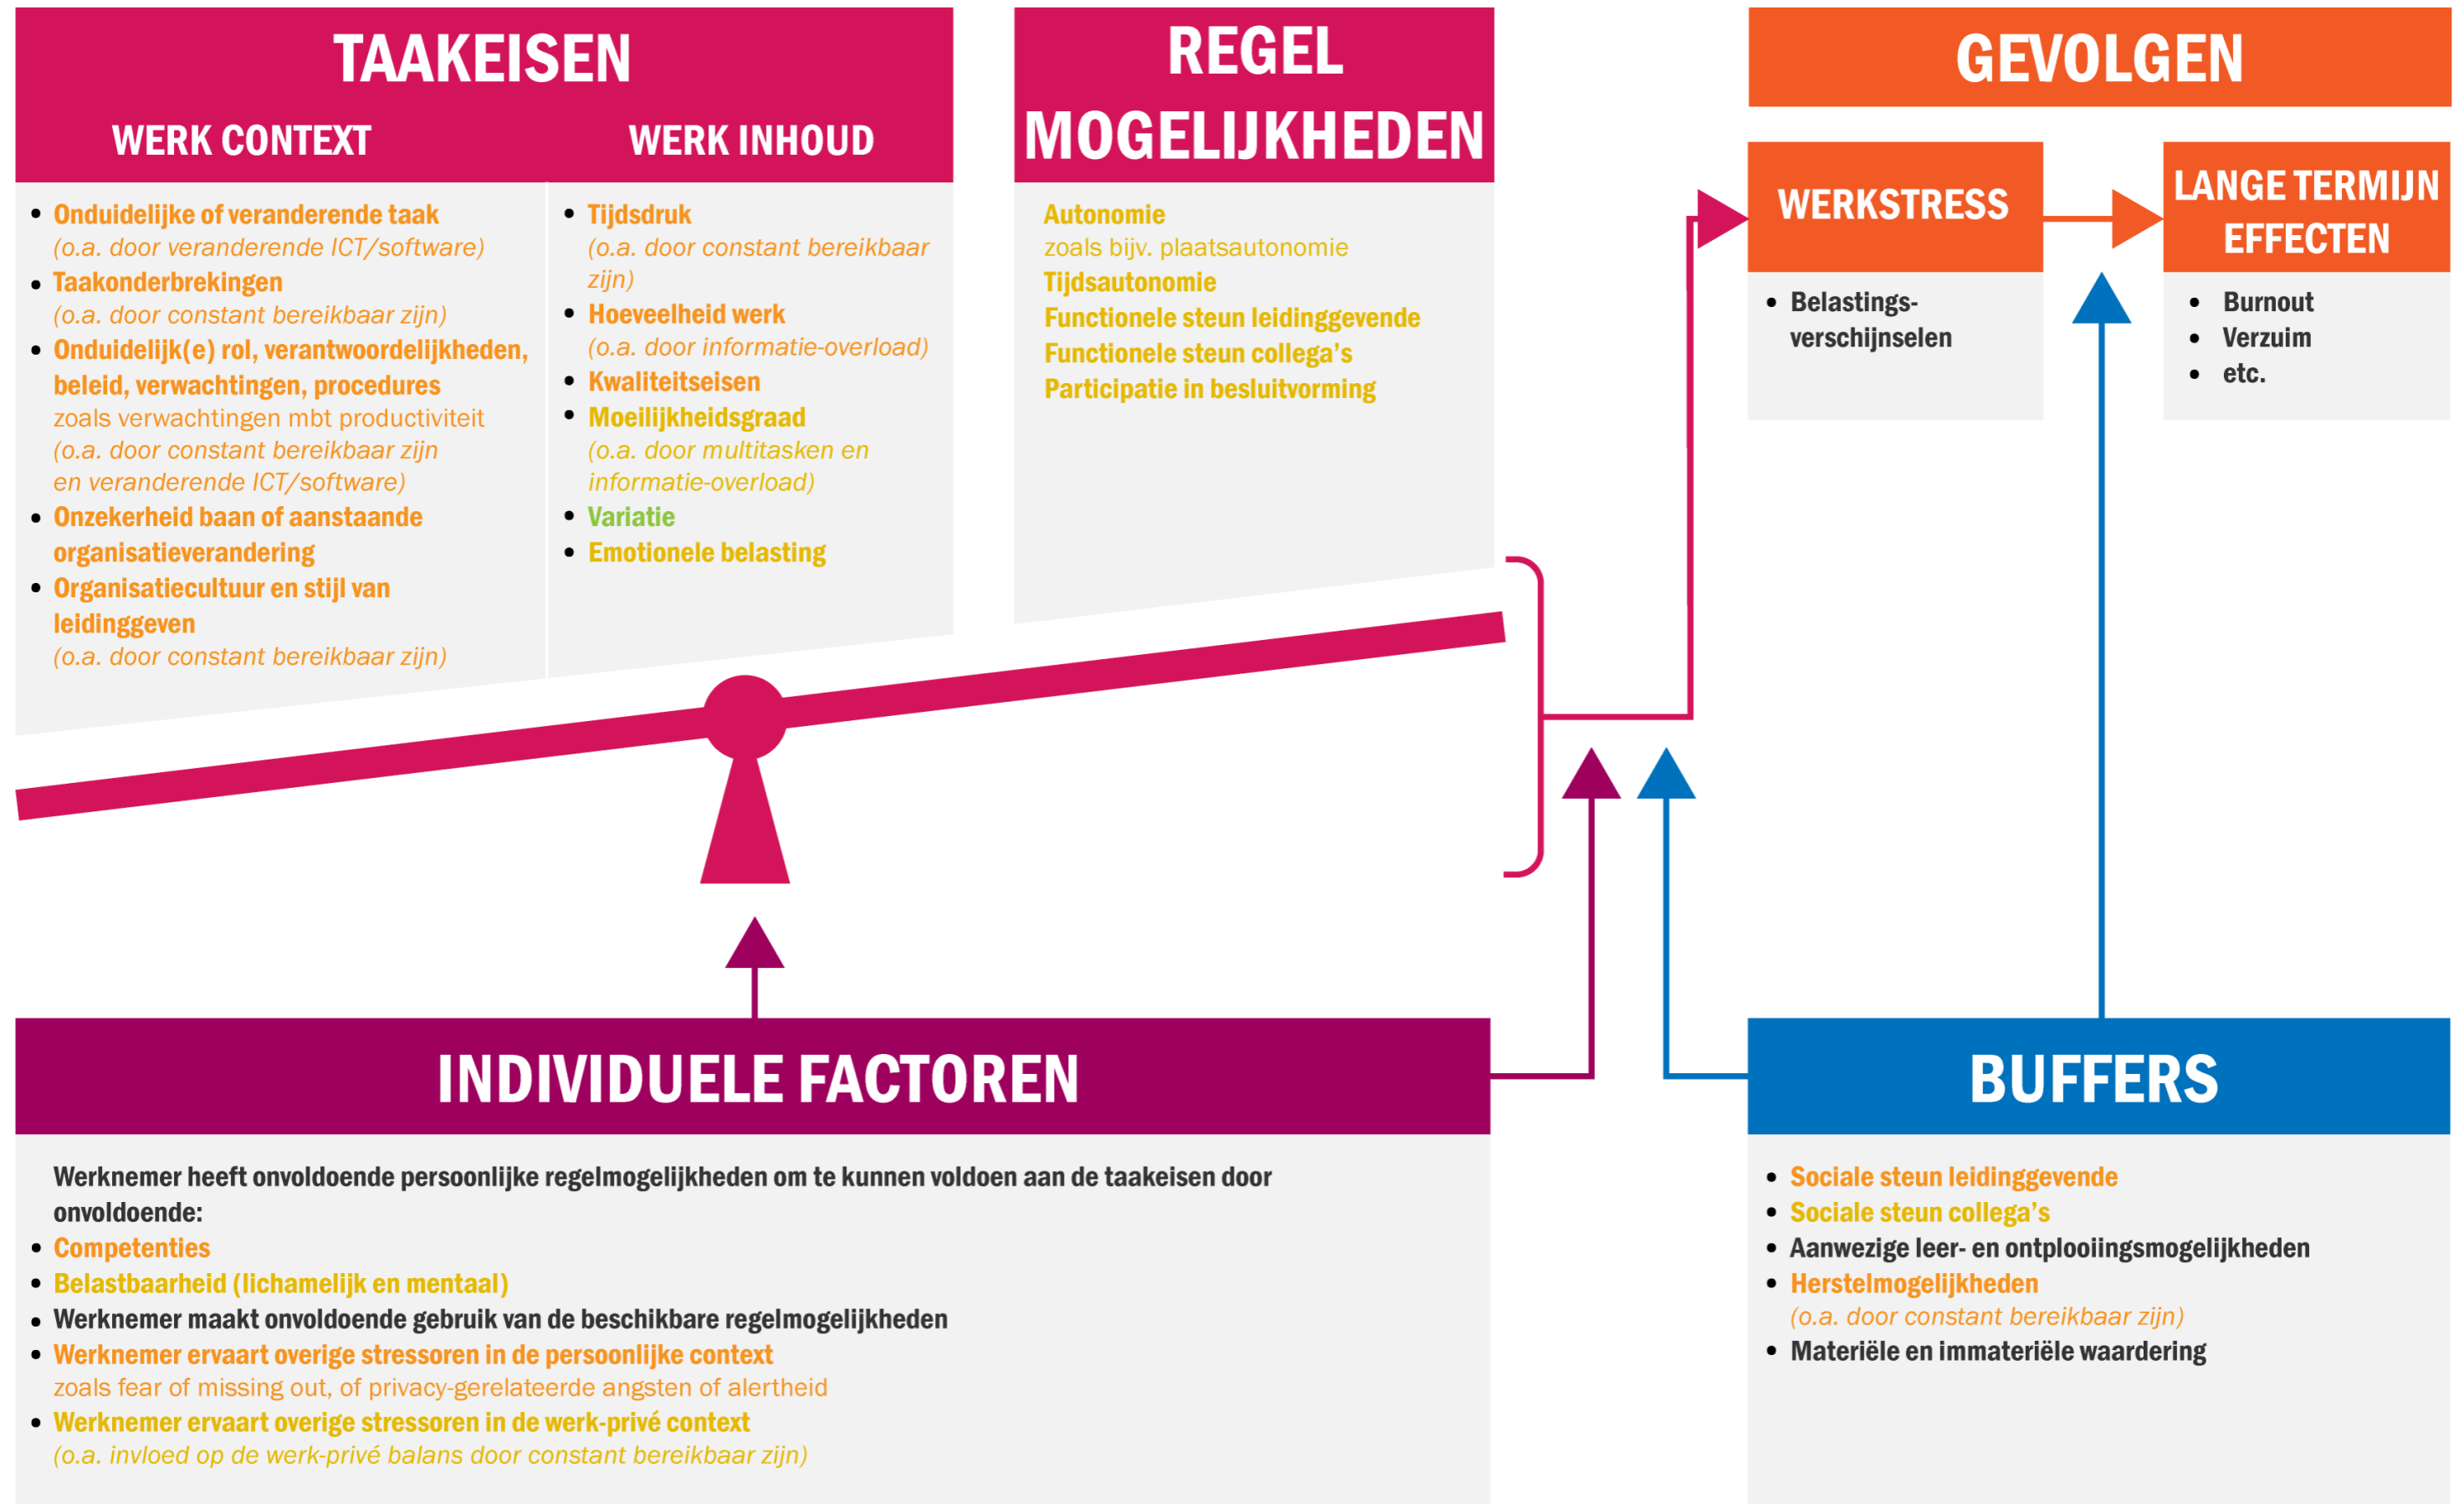 TAAKEISEN
WERK CONTEXT
• Onduidelijke of veranderende taak
(o.a. door veranderende ICT/software)
• Taakonderbrekingen
(o.a. door constant bereikbaar zijn)
• Onduidelijk(e) rol, verantwoordelijkheden,
beleid, verwachtingen, procedures
zoals verwachtingen mbt productiviteit
(o.a. door constant bereikbaar zijn
en veranderende ICT/software)
• Onzekerheid baan of aanstaande
organisatieverandering
• Organisatiecultuur en stijl van
leidinggeven
(o.a. door constant bereikbaar zijn)
WERK INHOUD
• Tijdsdruk
(o.a. door constant bereikbaar
zijn)
• Hoeveelheid werk
(o.a. door informatie-overload)
• Kwaliteitseisen
• Moeilijkheidsgraad
(o.a. door multitasken en
informatie-overload)
• Variatie
• Emotionele belasting
REGEL
MOGELIJKHEDEN
Autonomie
zoals bijv. plaatsautonomie
Tijdsautonomie
Functionele steun leidinggevende
Functionele steun collega's
Participatie in besluitvorming
GEVOLGEN
WERKSTRESS
• Belastings-
verschijnselen
LANGE TERMIJN
EFFECTEN
• Burnout
• Verzuim
• etc.
INDIVIDUELE FACTOREN
Werknemer heeft onvoldoende persoonlijke regelmogelijkheden om te kunnen voldoen aan de taakeisen door
onvoldoende:
• Competenties
• Belastbaarheid (lichamelijk en mentaal)
• Werknemer maakt onvoldoende gebruik van de beschikbare regelmogelijkheden
• Werknemer ervaart overige stressoren in de persoonlijke context
zoals fear of missing out, of privacy-gerelateerde angsten of alertheid
• Werknemer ervaart overige stressoren in de werk-privé context
(o.a. invloed op de werk-privé balans door constant bereikbaar zijn)
BUFFERS
• Sociale steun leidinggevende
• Sociale steun collega's
• Aanwezige leer- en ontplooiingsmogelijkheden
• Herstelmogelijkheden
(o.a. door constant bereikbaar zijn)
• Materiële en immateriële waardering